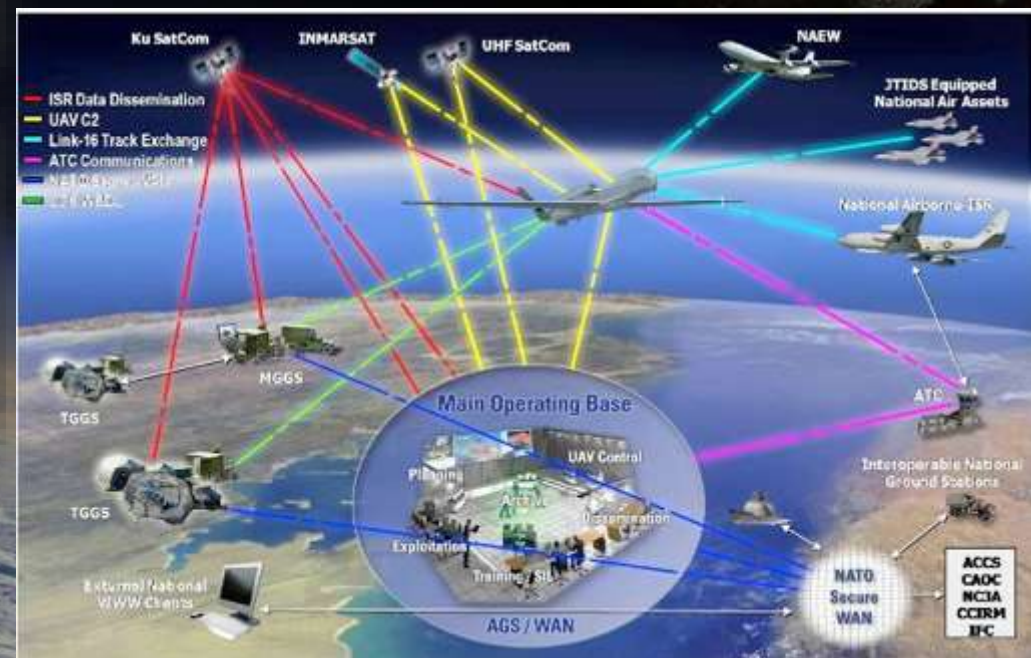 Ku SatCom
INMARSAT
UHF SatCom
NAEW
JTIDS Equipped
National Air Assets
ISR Data Dissemination
UAV C2
Link-16 Track Exchange
ATC Communications
National Airborne ISR
MGGS
TGGS
ATC
Main Operating Base
UAV Control
Planning
Dissemination
Exploitation
Training / SIL
TGGS
Interoperable National
Ground Stations
External National
WWW Clients
AGS / WAN
NATO
Secure
WAN
ACCS
CAOC
NCIA
CCIRM
IFC